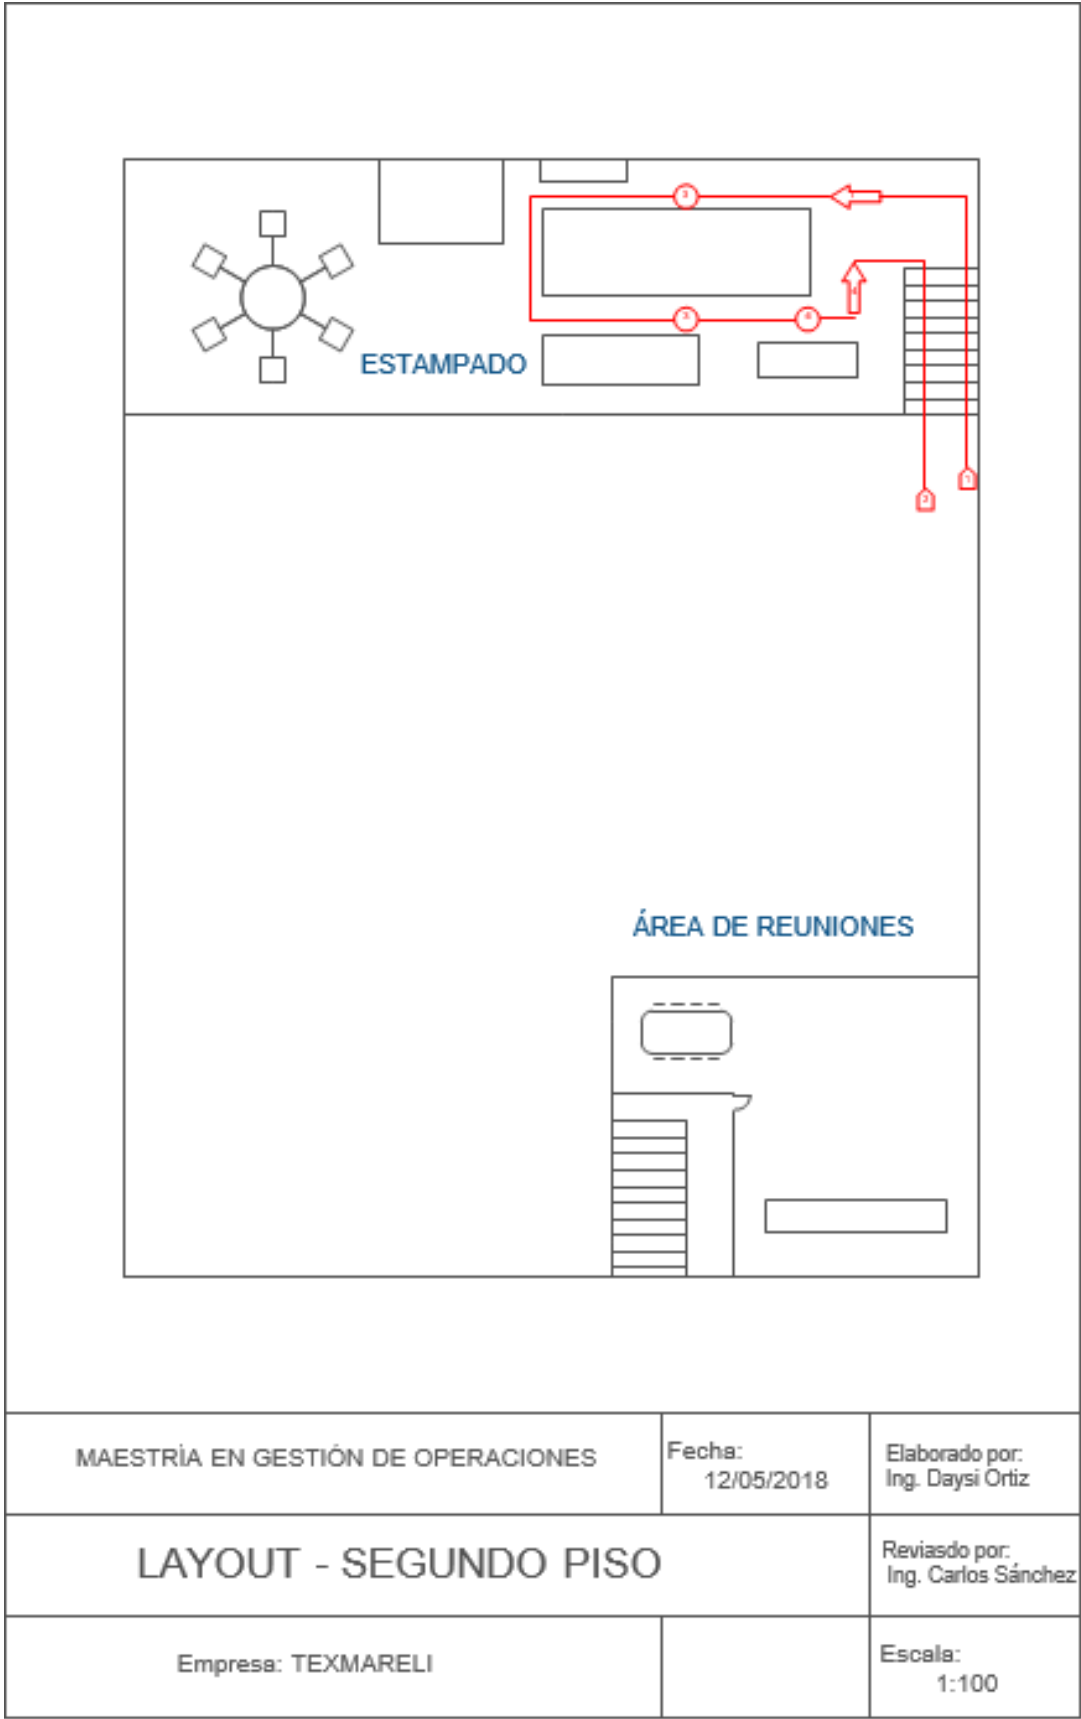 ESTAMPADO
ÁREA DE REUNIONES
MAESTRÍA EN GESTIÓN DE OPERACIONES
Fecha:
12/05/2018
Elaborado por:
Ing. Daysi Ortiz
LAYOUT - SEGUNDO PISO
Reviasdo por:
Ing. Carlos Sánchez
Empresa: TEXMARELI
Escala:
1:100